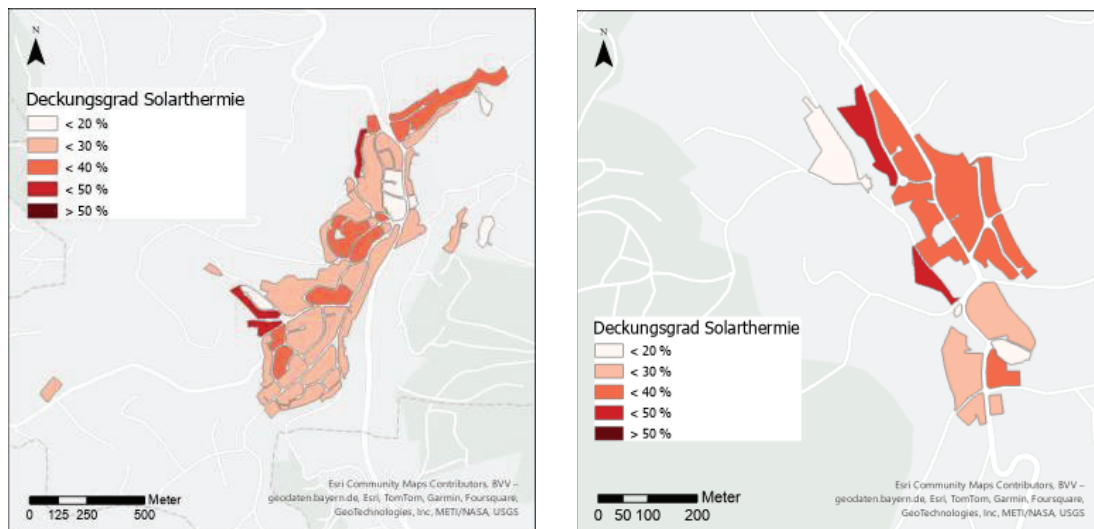 N
Deckungsgrad Solarthermie
< 20 %
< 30 %
< 40 %
< 50 %
> 50 %
Esri Community Maps Contributors, BVV –
geodaten.bayern.de, Esri, TomTom, Garmin, Foursquare,
GeoTechnologies, Inc, METI/NASA, USGS
Meter
0 125 250 500
N
Deckungsgrad Solarthermie
< 20 %
< 30 %
< 40 %
< 50 %
> 50 %
Esri Community Maps Contributors, BVV –
geodaten.bayern.de, Esri, TomTom, Garmin, Foursquare,
GeoTechnologies, Inc, METI/NASA, USGS
Meter
0 50 100 200